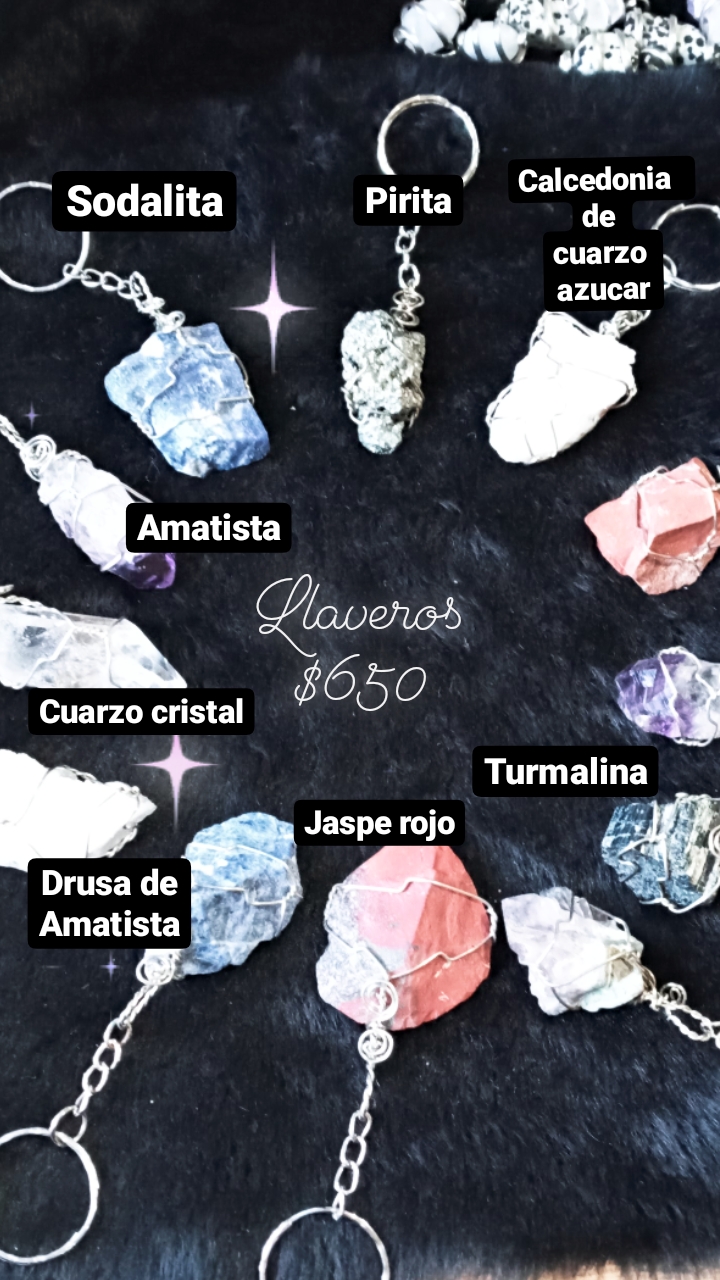 Sodalita
Pirita
Calcedonia
de
cuarzo
azucar
Amatista
Llaveros
$650
Cuarzo cristal
Turmalina
Jaspe rojo
Drusa de
Amatista